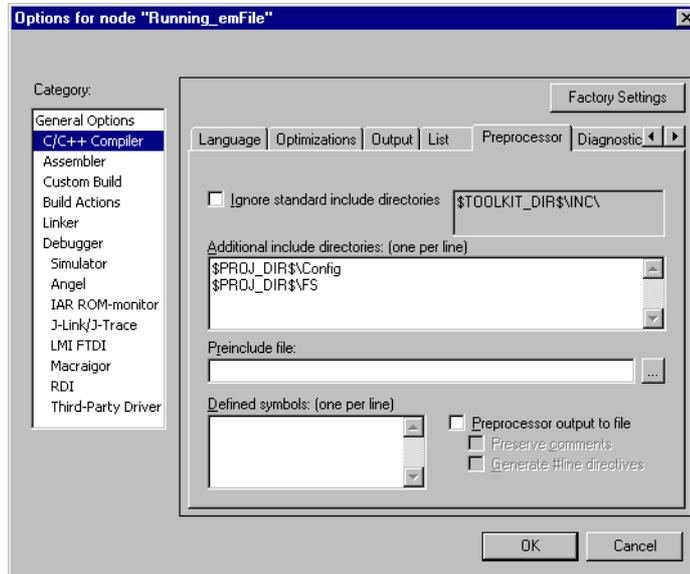 Options for node "Running_emFile"
Category:
General Options
C/C++ Compiler
Assembler
Custom Build
Build Actions
Linker
Debugger
Simulator
Angel
IAR ROM-monitor
J-Link/J-Trace
LMI FTDI
Macraigor
RDI
Third-Party Driver
Factory Settings
Language Optimizations Output List Preprocessor Diagnostic
Ignore standard include directories $TOOLKIT_DIR$\INC\
Additional include directories: (one per line)
$PROJ_DIR$\Config
$PROJ_DIR$\FS
Preinclude file:
...
Defined symbols: (one per line)
Preprocessor output to file
Preserve comments
Generate #line directives
OK Cancel